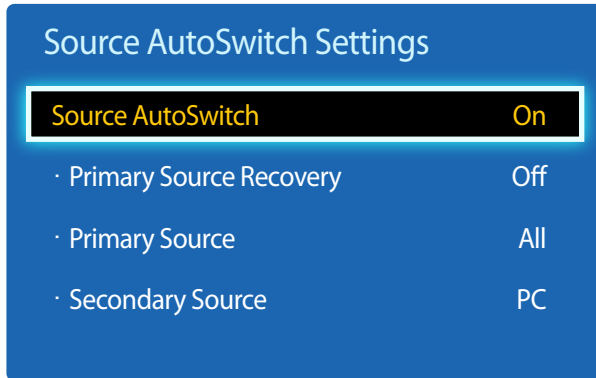 Source AutoSwitch Settings
Source AutoSwitch On
· Primary Source Recovery Off
· Primary Source All
· Secondary Source PC